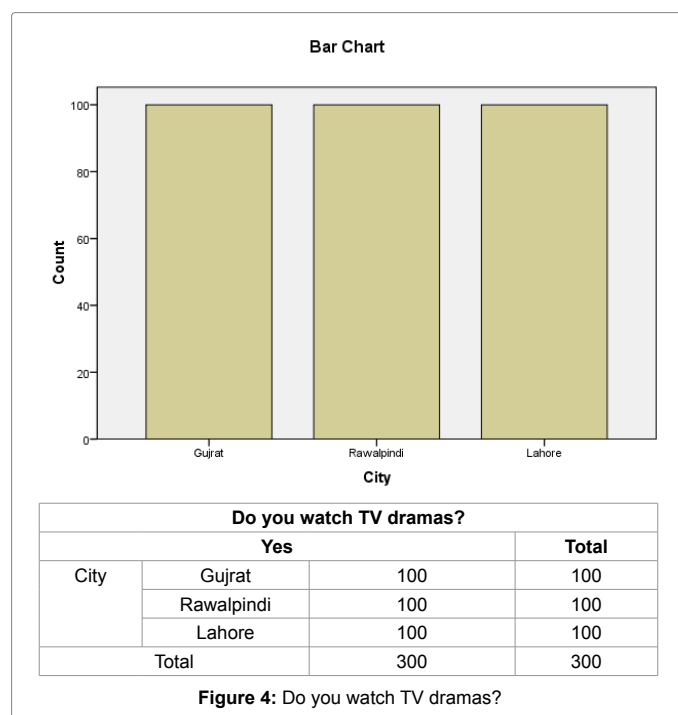 Bar Chart
100
80
60
40
20
0
Count
Gujrat Rawalpindi Lahore
City
Do you watch TV dramas?
Yes Total
City Gujrat 100 100
Rawalpindi 100 100
Lahore 100 100
Total 300 300
Figure 4: Do you watch TV dramas?